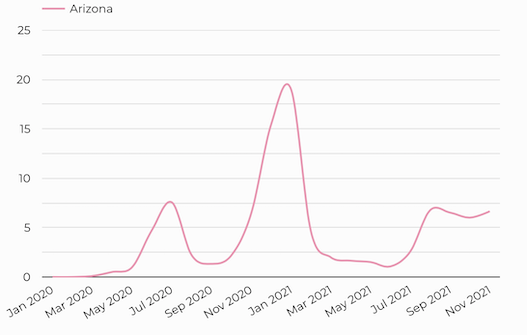 Arizona
25
20
15
10
5
0
Jan 2020
Mar 2020
May 2020
Jul 2020
Sep 2020
Nov 2020
Jan 2021
Mar 2021
May 2021
Jul 2021
Sep 2021
Nov 2021